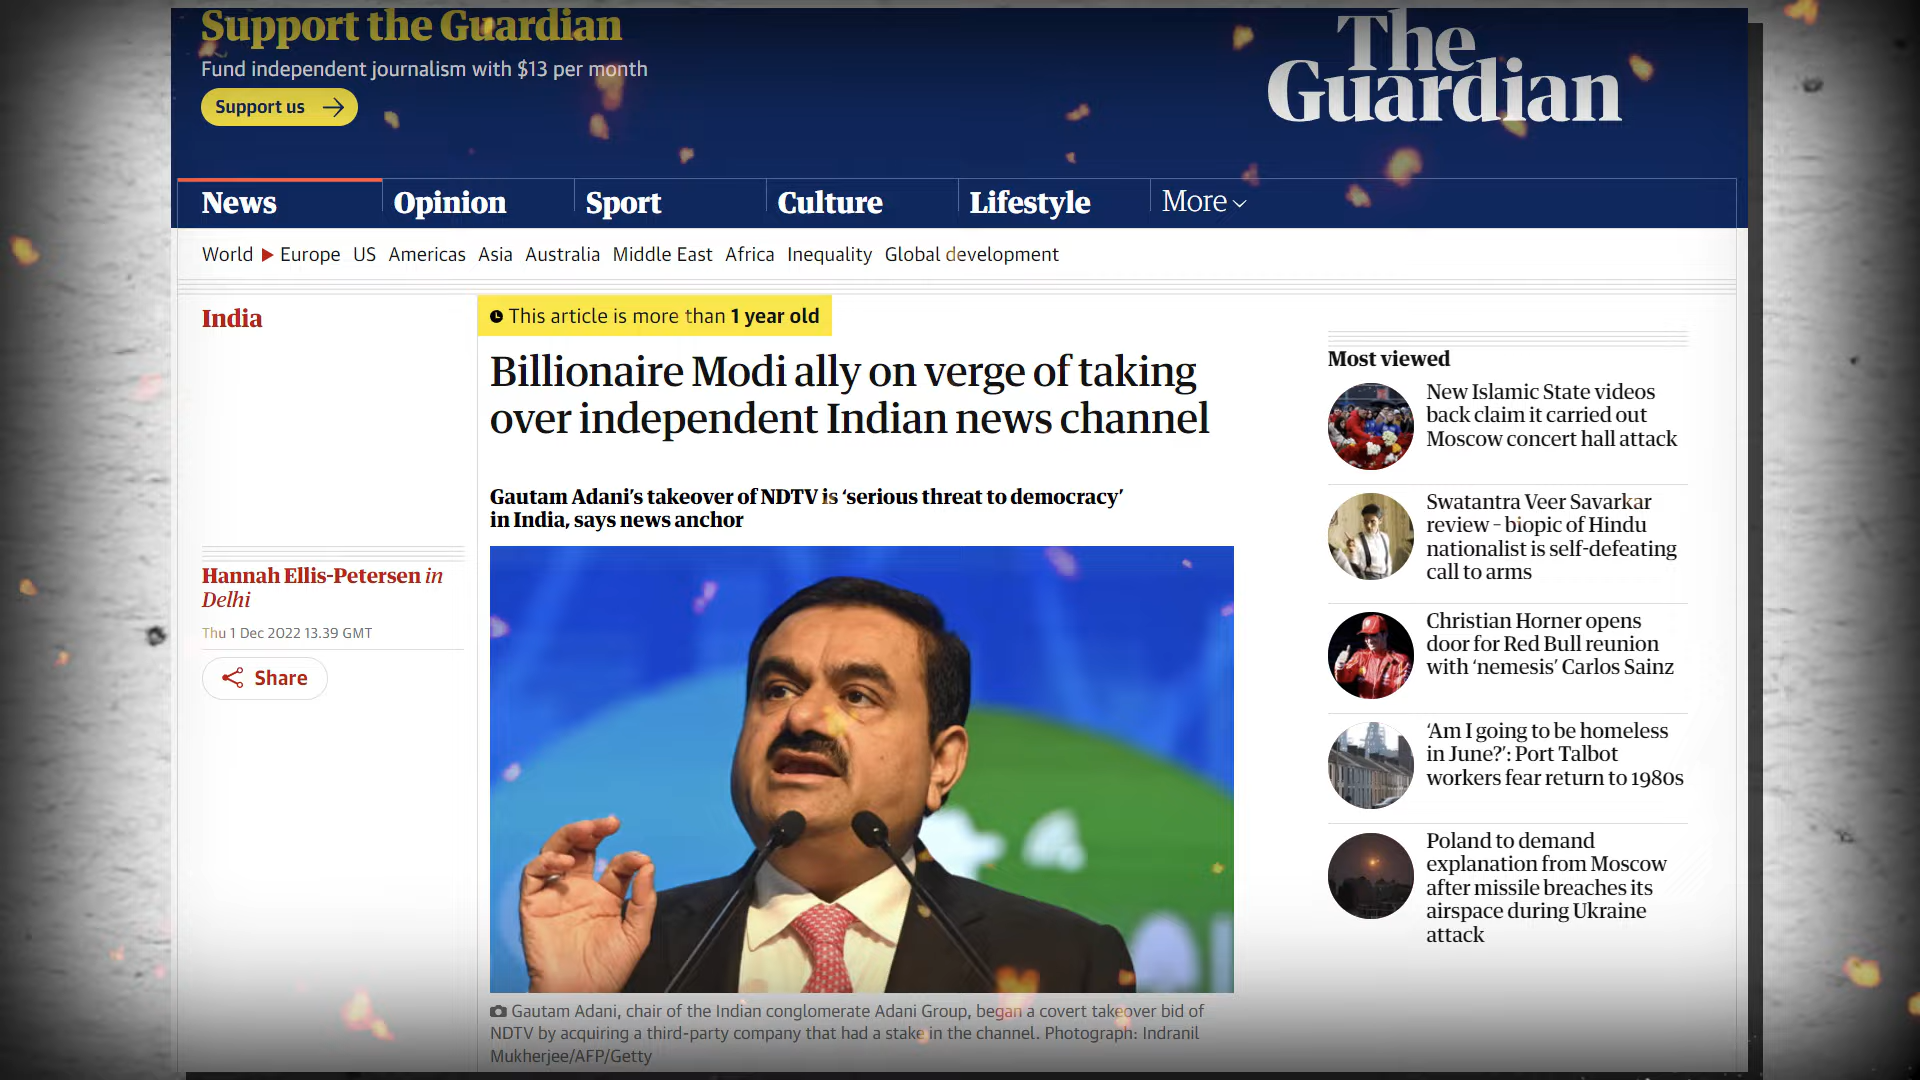 Support the Guardian
Fund independent journalism with $13 per month
Support us
The
Guardian
News
Opinion
Sport
Culture
Lifestyle
More
World
Europe
US
Americas
Asia
Australia
Middle East
Africa
Inequality
Global development
India
This article is more than 1 year old
Billionaire Modi ally on verge of taking
over independent Indian news channel
Gautam Adani's takeover of NDTV is ‘serious threat to democracy’
in India, says news anchor
Hannah Ellis-Petersen in
Delhi
Thu 1 Dec 2022 13.39 GMT
Share
Gautam Adani, chair of the Indian conglomerate Adani Group, began a covert takeover bid of
NDTV by acquiring a third-party company that had a stake in the channel. Photograph: Indranil
Mukherjee/AFP/Getty
Most viewed
New Islamic State videos
back claim it carried out
Moscow concert hall attack
Swatantra Veer Savarkar
review – biopic of Hindu
nationalist is self-defeating
call to arms
Christian Horner opens
door for Red Bull reunion
with ‘nemesis’ Carlos Sainz
‘Am I going to be homeless
in June?’: Port Talbot
workers fear return to 1980s
Poland to demand
explanation from Moscow
after missile breaches its
airspace during Ukraine
attack